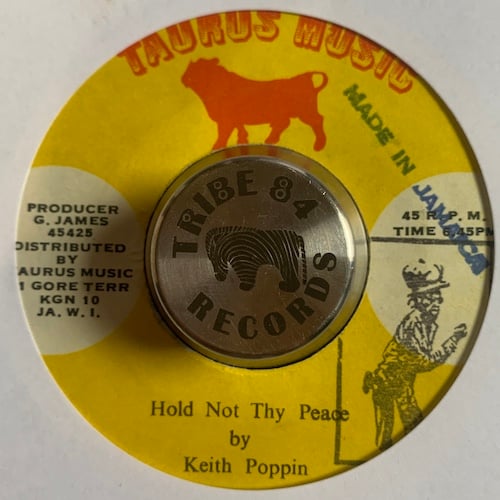 TAURUS MUSIC
MADE IN JAMAICA
PRODUCER
G. JAMES
45425
DISTRIBUTED
BY
TAURUS MUSIC
1 GORE TERR
KGN 10
JA. W. I.
TRIBE 84
RECORDS
45 R.P.M.
TIME 6.45PM
Hold Not Thy Peace
by
Keith Poppin